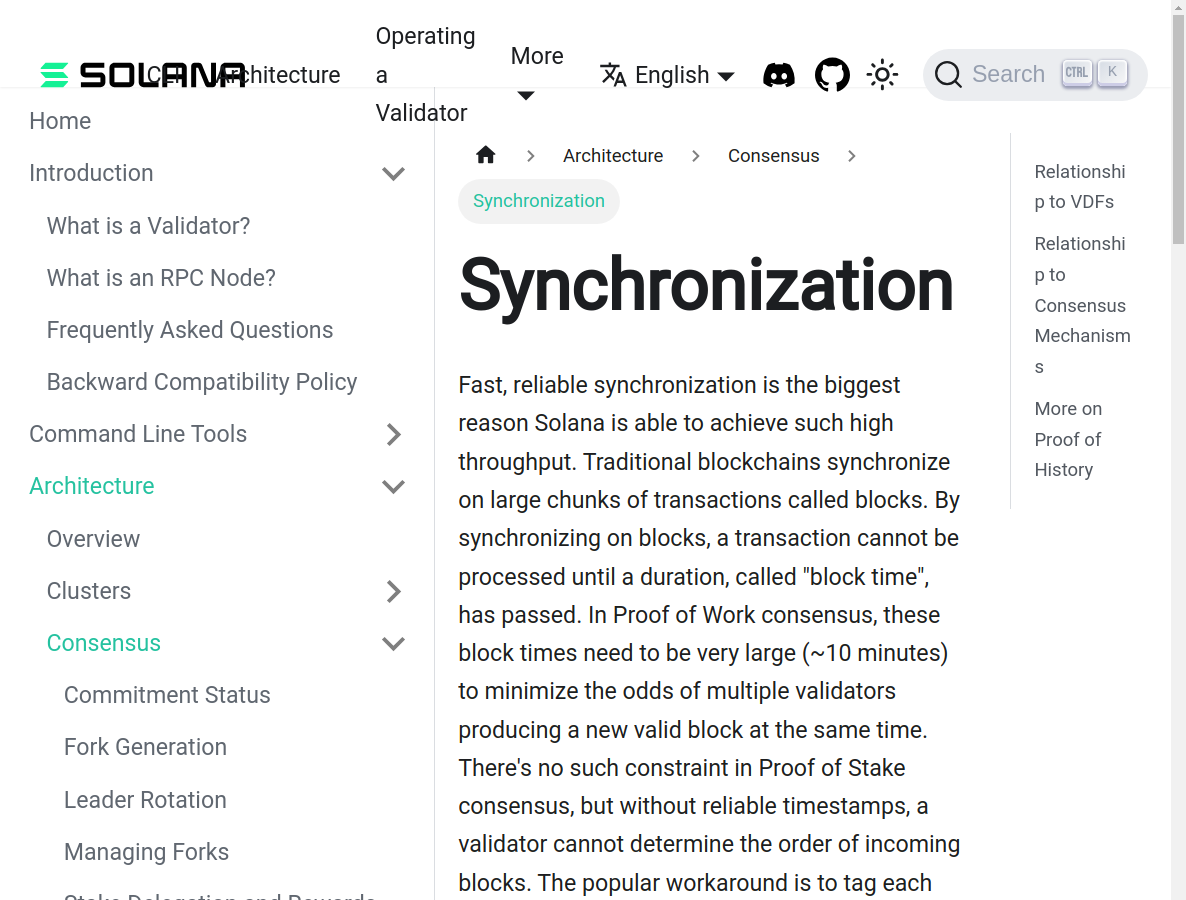 SOLANA
CLI
Architecture
Operating
a
Validator
More
English
Search
CTRL
K
Home
Introduction
What is a Validator?
What is an RPC Node?
Frequently Asked Questions
Backward Compatibility Policy
Command Line Tools
Architecture
Overview
Clusters
Consensus
Commitment Status
Fork Generation
Leader Rotation
Managing Forks
Stake Delegation and Rewards
Architecture
Consensus
Synchronization
Synchronization
Fast, reliable synchronization is the biggest
reason Solana is able to achieve such high
throughput. Traditional blockchains synchronize
on large chunks of transactions called blocks. By
synchronizing on blocks, a transaction cannot be
processed until a duration, called "block time",
has passed. In Proof of Work consensus, these
block times need to be very large (~10 minutes)
to minimize the odds of multiple validators
producing a new valid block at the same time.
There's no such constraint in Proof of Stake
consensus, but without reliable timestamps, a
validator cannot determine the order of incoming
blocks. The popular workaround is to tag each
Relationshi
p to VDFs
Relationshi
p to
Consensus
Mechanism
s
More on
Proof of
History